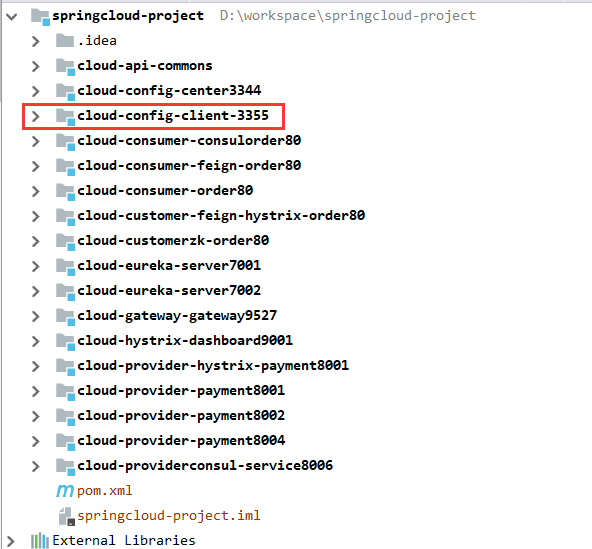 springcloud-project D:\workspace\springcloud-project
.idea
cloud-api-commons
cloud-config-center3344
cloud-config-client-3355
cloud-consumer-consulorder80
cloud-consumer-feign-order80
cloud-consumer-order80
cloud-customer-feign-hystrix-order80
cloud-customerzk-order80
cloud-eureka-server7001
cloud-eureka-server7002
cloud-gateway-gateway9527
cloud-hystrix-dashboard9001
cloud-provider-hystrix-payment8001
cloud-provider-payment8001
cloud-provider-payment8002
cloud-provider-payment8004
cloud-providerconsul-service8006
pom.xml
springcloud-project.iml
External Libraries